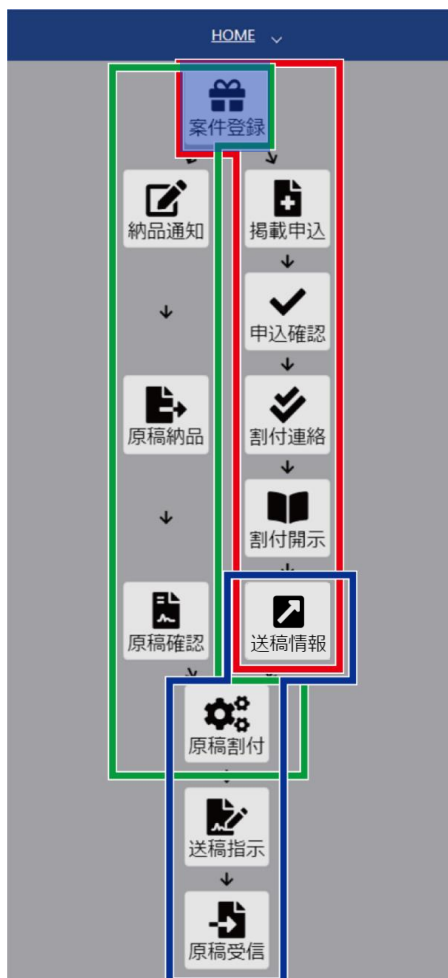 HOME
案件登録
納品通知
掲載申込
申込確認
原稿納品
割付連絡
割付開示
原稿確認
送稿情報
原稿割付
送稿指示
原稿受信